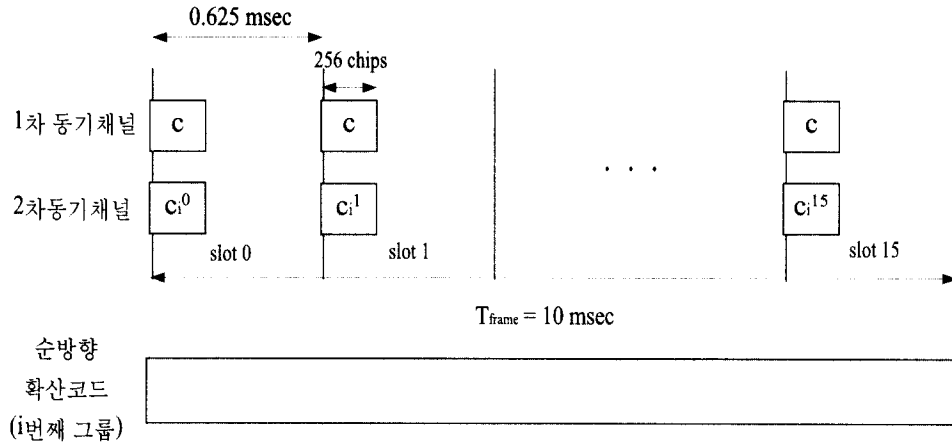 0.625 msec
256 chips
1차 동기채널
c
c
c
2차동기채널
cᵢ⁰
cᵢ¹
cᵢ¹⁵
. . .
slot 0
slot 1
slot 15
Tframe = 10 msec
순방향
확산코드
(i번째 그룹)